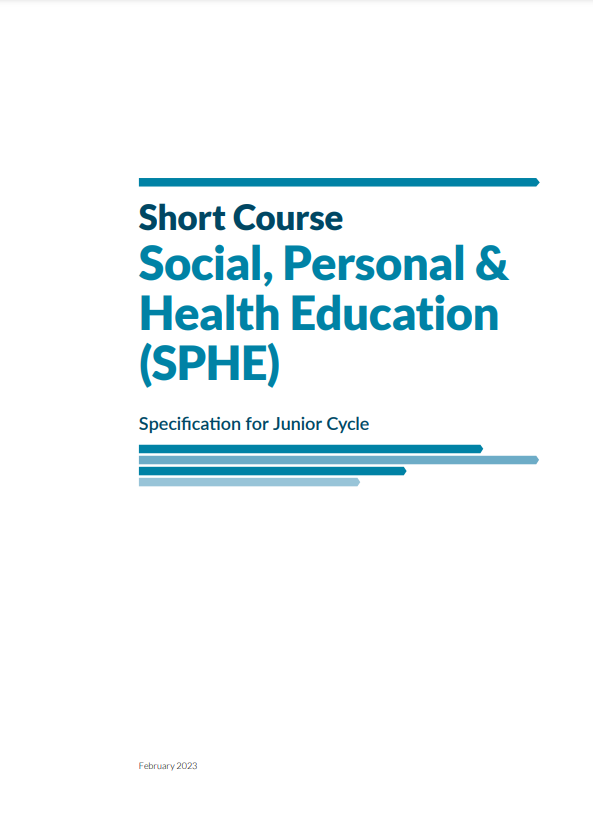 Short Course
Social, Personal &
Health Education
(SPHE)
Specification for Junior Cycle
February 2023